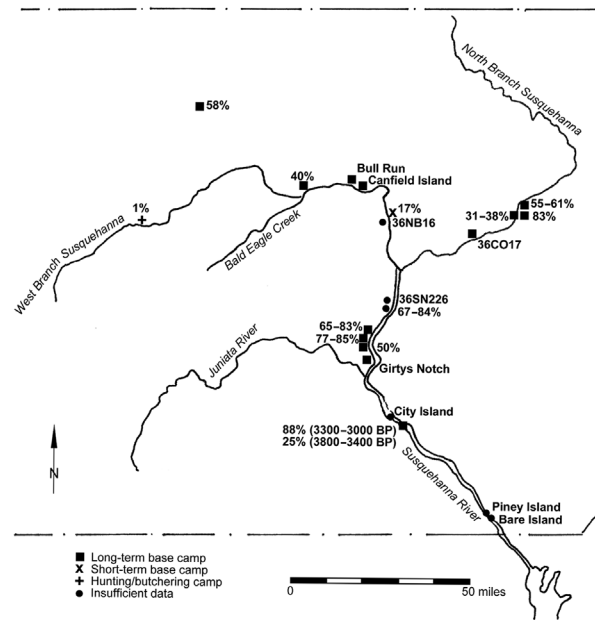 North Branch Susquehanna
58%
Bull Run
40%
Canfield Island
1%
17%
55–61%
31–38%
83%
36NB16
36CO17
West Branch Susquehanna
Bald Eagle Creek
36SN226
67–84%
65–83%
77–85%
50%
Juniata River
Girtys Notch
City Island
88% (3300–3000 BP)
25% (3800–3400 BP)
N
Susquehanna River
Piney Island
Bare Island
Long-term base camp
x Short-term base camp
+ Hunting/butchering camp
Insufficient data
0
50 miles